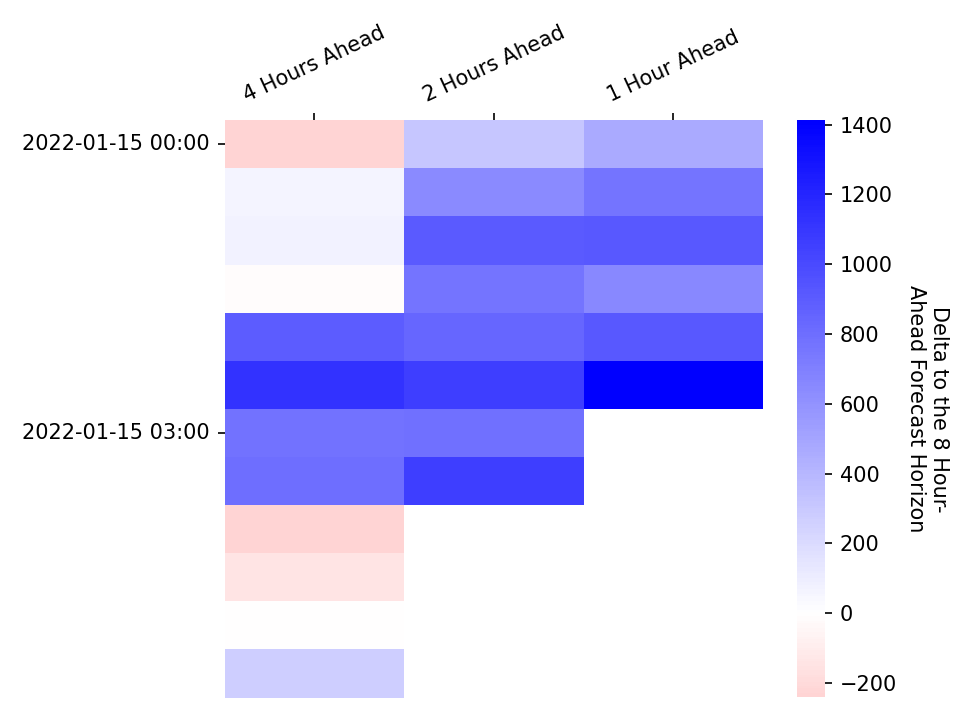 4 Hours Ahead
2 Hours Ahead
1 Hour Ahead
2022-01-15 00:00
2022-01-15 03:00
1400
1200
1000
800
600
400
200
0
−200
Delta to the 8 Hour-
Ahead Forecast Horizon